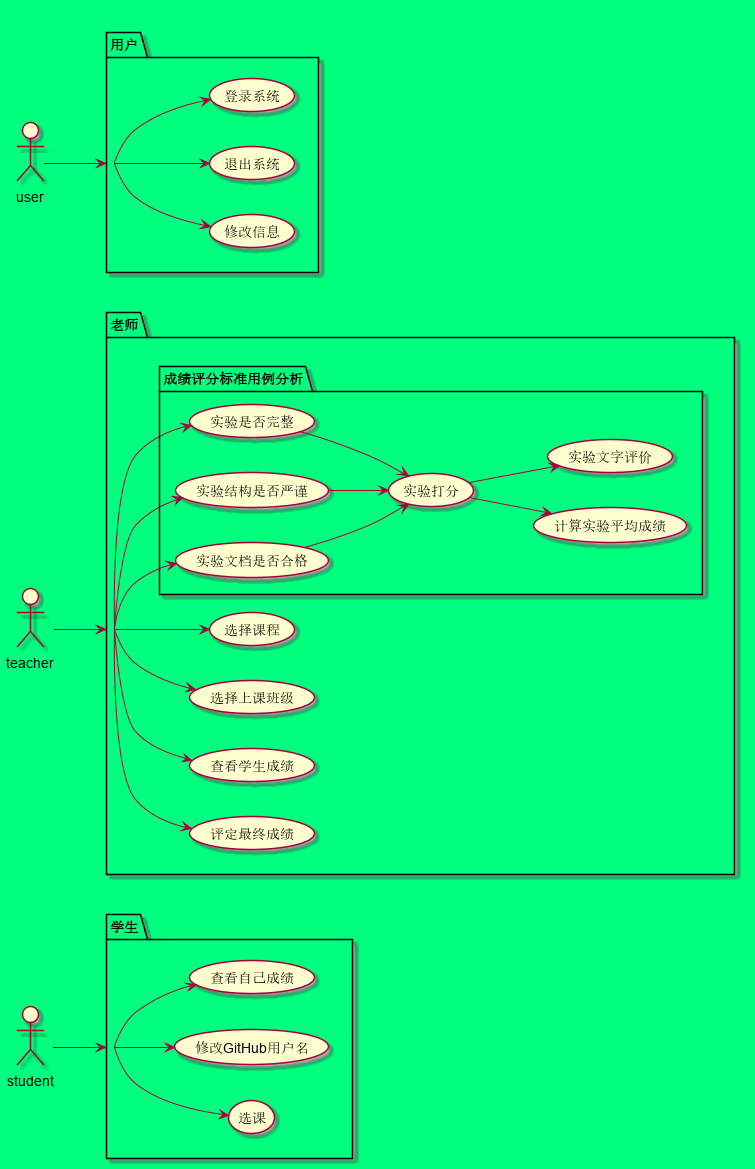 用户
登录系统
退出系统
修改信息
user
老师
成绩评分标准用例分析
实验是否完整
实验结构是否严谨
实验文档是否合格
实验打分
实验文字评价
计算实验平均成绩
选择课程
选择上课班级
查看学生成绩
评定最终成绩
teacher
学生
查看自己成绩
修改GitHub用户名
选课
student